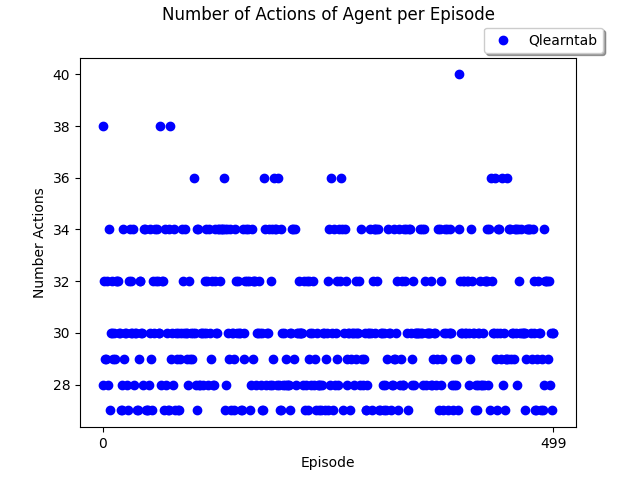 Number of Actions of Agent per Episode
Qlearntab
40
38
36
34
32
30
28
Number Actions
0 499
Episode